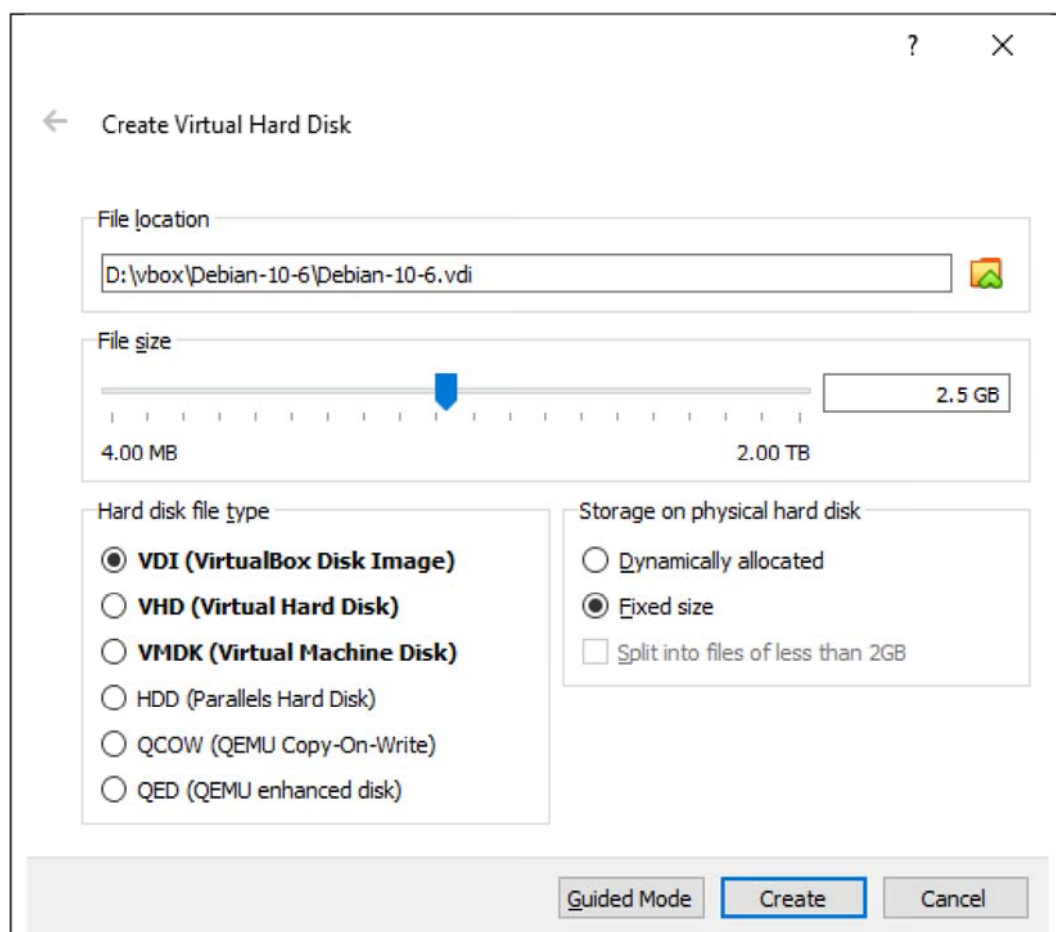 ?
Create Virtual Hard Disk
File location
D:\vbox\Debian-10-6\Debian-10-6.vdi
File size
2.5 GB
4.00 MB 2.00 TB
Hard disk file type
VDI (VirtualBox Disk Image)
VHD (Virtual Hard Disk)
VMDK (Virtual Machine Disk)
HDD (Parallels Hard Disk)
QCOW (QEMU Copy-On-Write)
QED (QEMU enhanced disk)
Storage on physical hard disk
Dynamically allocated
Fixed size
Split into files of less than 2GB
Guided Mode Create Cancel